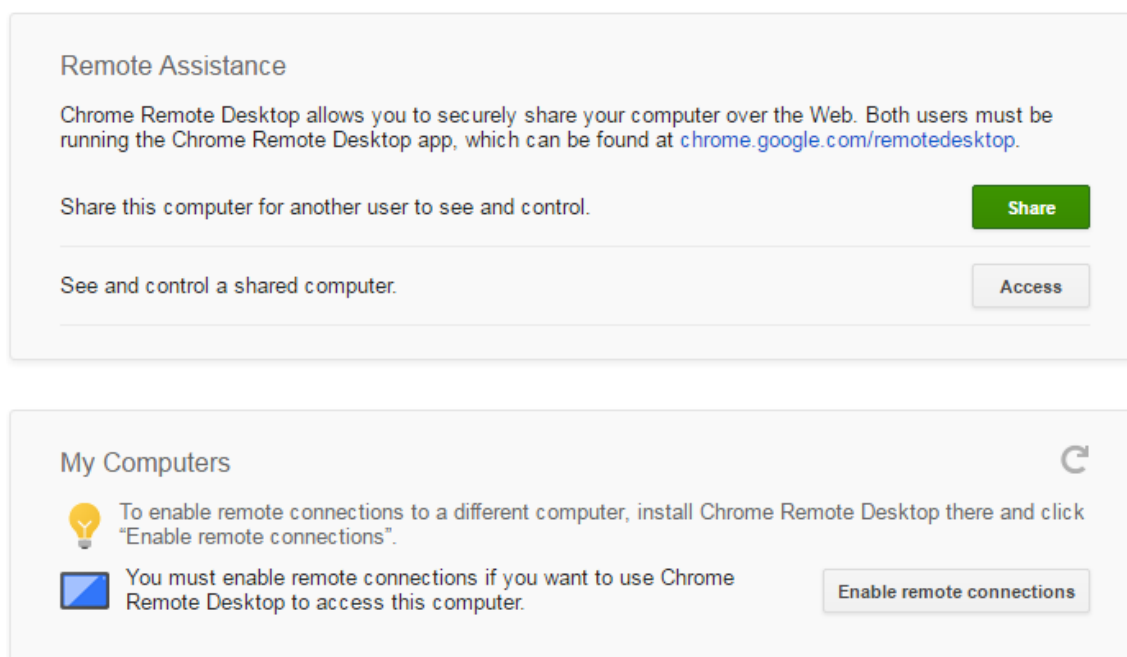 Remote Assistance
Chrome Remote Desktop allows you to securely share your computer over the Web. Both users must be
running the Chrome Remote Desktop app, which can be found at chrome.google.com/remotedesktop.
Share this computer for another user to see and control.
Share
See and control a shared computer.
Access
My Computers
To enable remote connections to a different computer, install Chrome Remote Desktop there and click
“Enable remote connections”.
You must enable remote connections if you want to use Chrome
Remote Desktop to access this computer.
Enable remote connections